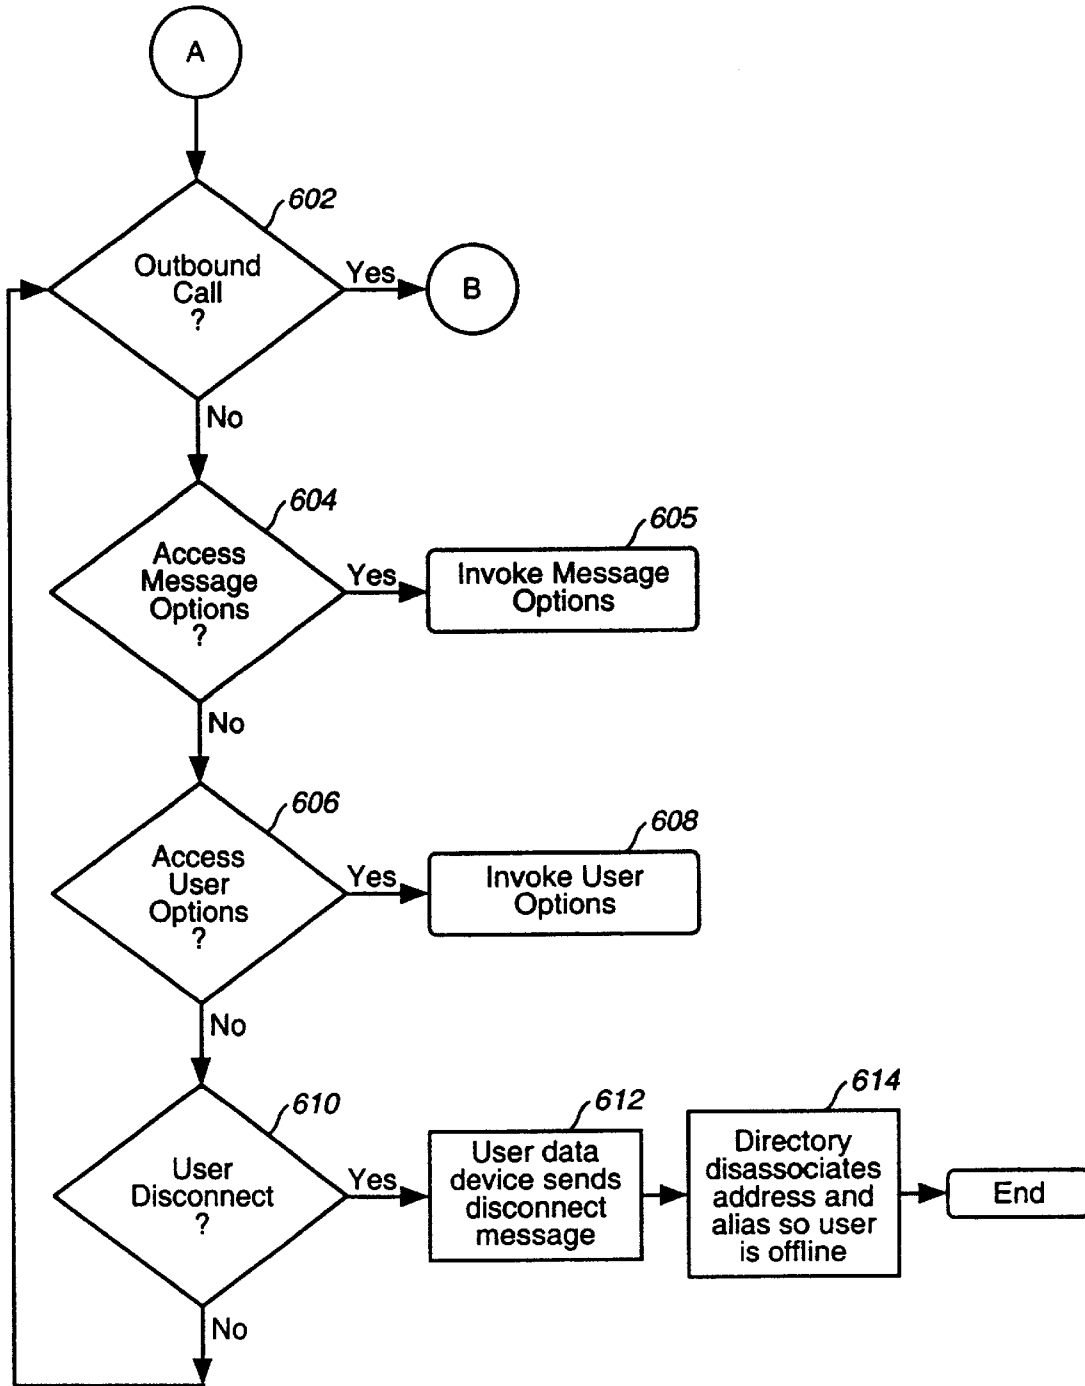 A
602
Outbound
Call
?
Yes
B
No
604
Access
Message
Options
?
Yes
605
Invoke Message
Options
No
606
Access
User
Options
?
Yes
608
Invoke User
Options
No
610
User
Disconnect
?
Yes
612
User data
device sends
disconnect
message
614
Directory
disassociates
address and
alias so user
is offline
End
No